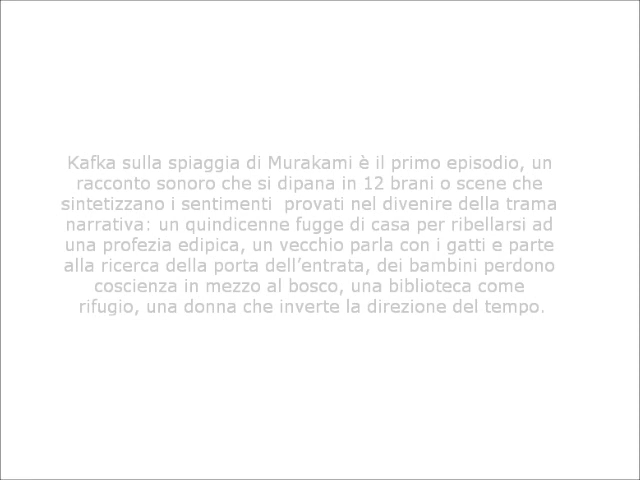 Kafka sulla spiaggia di Murakami è il primo episodio, un
racconto sonoro che si dipana in 12 brani o scene che
sintetizzano i sentimenti  provati nel divenire della trama
narrativa: un quindicenne fugge di casa per ribellarsi ad
una profezia edipica, un vecchio parla con i gatti e parte
alla ricerca della porta dell’entrata, dei bambini perdono
coscienza in mezzo al bosco, una biblioteca come
rifugio, una donna che inverte la direzione del tempo.